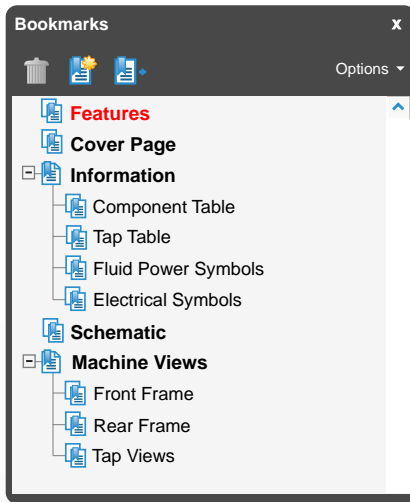 Bookmarks x
Options
Features
Cover Page
Information
Component Table
Tap Table
Fluid Power Symbols
Electrical Symbols
Schematic
Machine Views
Front Frame
Rear Frame
Tap Views